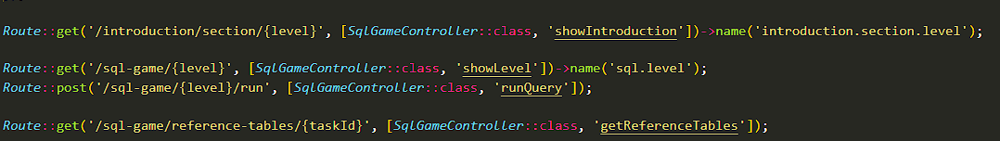 Route::get('/introduction/section/{level}', [SqlGameController::class, 'showIntroduction'])->name('introduction.section.level');
Route::get('/sql-game/{level}', [SqlGameController::class, 'showLevel'])->name('sql.level');
Route::post('/sql-game/{level}/run', [SqlGameController::class, 'runQuery']);
Route::get('/sql-game/reference-tables/{taskId}', [SqlGameController::class, 'getReferenceTables']);